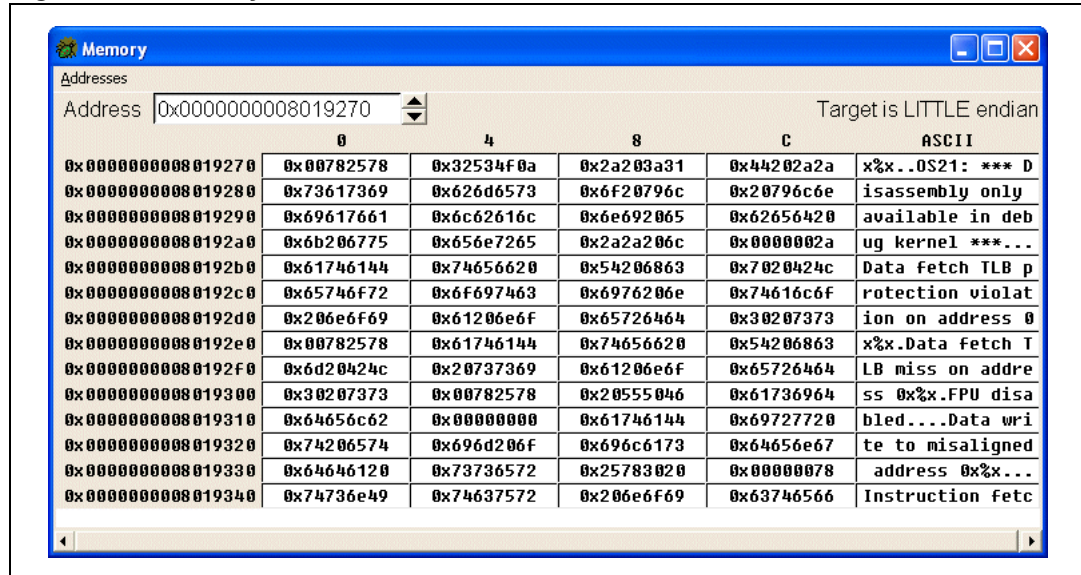 Memory
Addresses
Address 0x0000000008019270 Target is LITTLE endian
0 4 8 C ASCII
0x0000000008019270 0x00782578 0x32534f0a 0x2a203a31 0x44202a2a x%x..OS21: *** D
0x0000000008019280 0x73617369 0x626d6573 0x6f20796c 0x20796c6e isassembly only
0x0000000008019290 0x69617661 0x6c62616c 0x6e692065 0x62656420 available in deb
0x00000000080192a0 0x6b206775 0x656e7265 0x2a2a206c 0x0000002a ug kernel ***...
0x00000000080192b0 0x61746144 0x74656620 0x54206863 0x7020424c Data fetch TLB p
0x00000000080192c0 0x65746f72 0x6f697463 0x6976206e 0x74616c6f rotection violat
0x00000000080192d0 0x206e6f69 0x61206e6f 0x65726464 0x30207373 ion on address 0
0x00000000080192e0 0x00782578 0x61746144 0x74656620 0x54206863 x%x.Data fetch T
0x00000000080192f0 0x6d20424c 0x20737369 0x61206e6f 0x65726464 LB miss on addre
0x0000000008019300 0x30207373 0x00782578 0x20555046 0x61736964 ss 0x%x.FPU disa
0x0000000008019310 0x64656c62 0x00000000 0x61746144 0x69727720 bled....Data wri
0x0000000008019320 0x74206574 0x696d206f 0x696c6173 0x64656e67 te to misaligned
0x0000000008019330 0x64646120 0x73736572 0x25783020 0x00000078 address 0x%x...
0x0000000008019340 0x74736e49 0x74637572 0x206e6f69 0x63746566 Instruction fetc